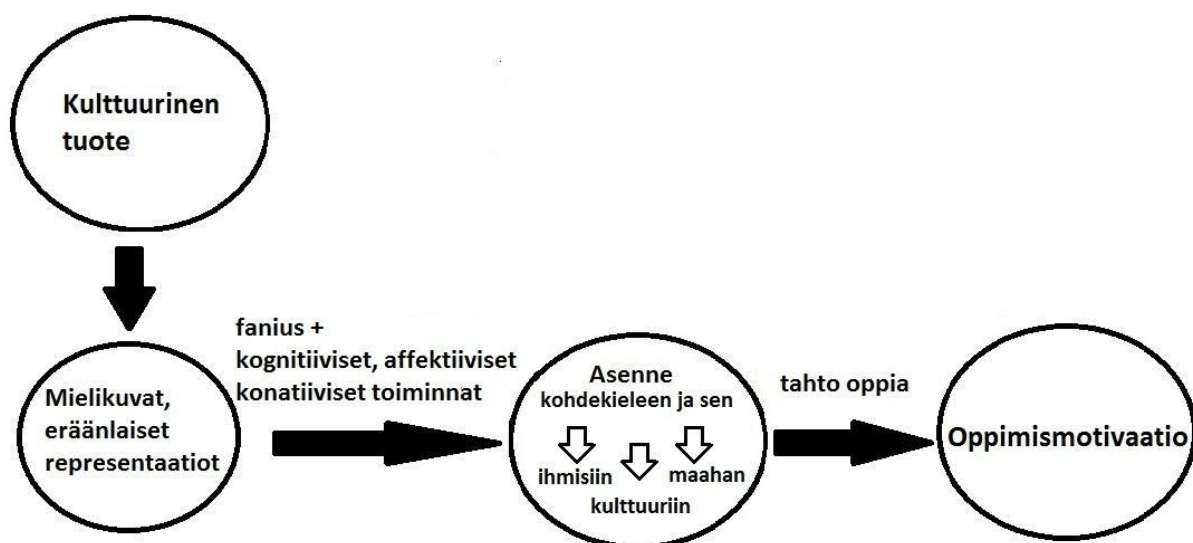 Kulttuurinen
tuote
Mielikuvat,
eräänlaiset
representaatiot
fanius +
kognitiiviset, affektiiviset
konatiiviset toiminnat
Asenne
kohdekieleen ja sen
ihmisiin
maahan
kulttuuriin
tahto oppia
Oppimismotivaatio